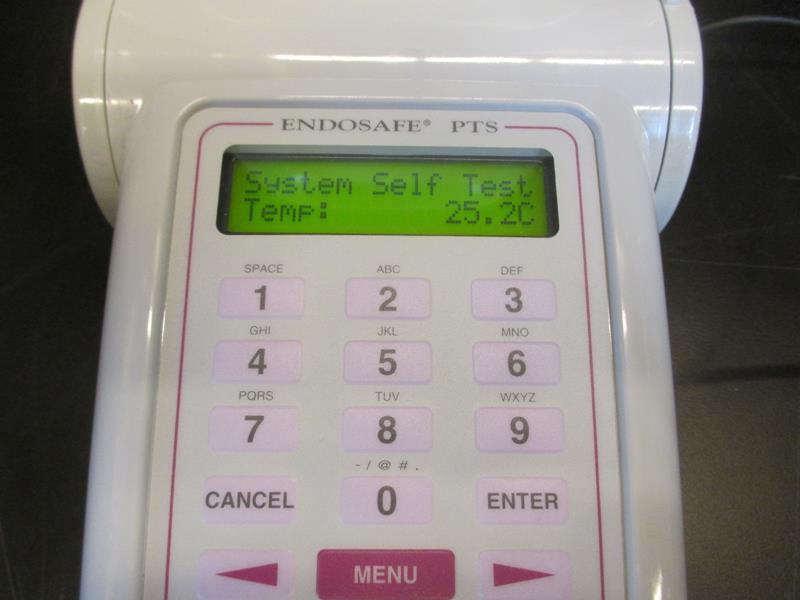 ENDOSAFE® PTS
System Self Test
Temp: 25.2C
SPACE ABC DEF
1 2 3
GHI JKL MNO
4 5 6
PQRS TUV WXYZ
7 8 9
- / @ # .
CANCEL 0 ENTER
MENU